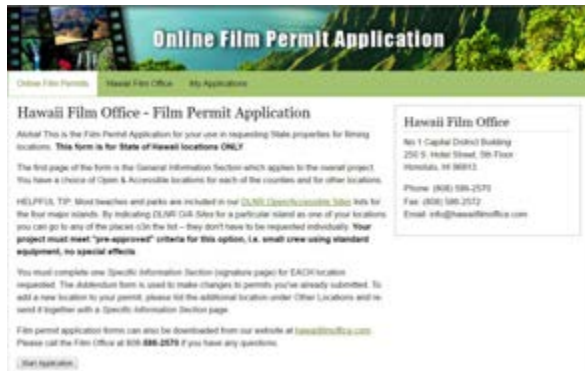 Online Film Permit Application
Online Film Permits Hawaii Film Office My Applications
Hawaii Film Office - Film Permit Application
Aloha! This is the Film Permit Application for your use in requesting State properties for filming
locations. This form is for State of Hawaii locations ONLY
The first page of the form is the General Information Section which applies to the overall project.
You have a choice of Open & Accessible locations for each of the counties and for other locations.
HELPFUL TIP: Most beaches and parks are included in our DLNR Open/Accessible Sites lists for
the four major islands. By indicating DLNR O/A Sites for a particular island as one of your locations
you can go to any of the places on the list – they don't have to be requested individually. Your
project must meet "pre-approved" criteria for this option, i.e. small crew using standard
equipment, no special effects.
You must complete one Specific Information Section (signature page) for EACH location
requested. The Addendum form is used to make changes to permits you've already submitted. To
add a new location to your permit, please list the additional location under Other Locations and re-
send it together with a Specific Information Section page.
Film permit application forms can also be downloaded from our website at hawaiifilmoffice.com.
Please call the Film Office at 808-586-2570 if you have any questions.
Start Application
Hawaii Film Office
No 1 Capitol District Building
250 S. Hotel Street, 5th Floor
Honolulu, HI 96813
Phone: (808) 586-2570
Fax: (808) 586-2572
Email: info@hawaiifilmoffice.com